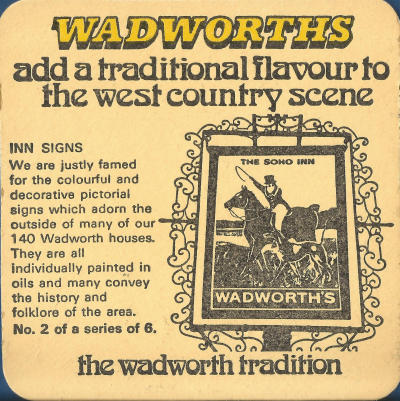 WADWORTHS
add a traditional flavour to
the west country scene
INN SIGNS
We are justly famed
for the colourful and
decorative pictorial
signs which adorn the
outside of many of our
140 Wadworth houses.
They are all
individually painted in
oils and many convey
the history and
folklore of the area.
No. 2 of a series of 6.
THE SOHO INN
WADWORTH'S
the wadworth tradition